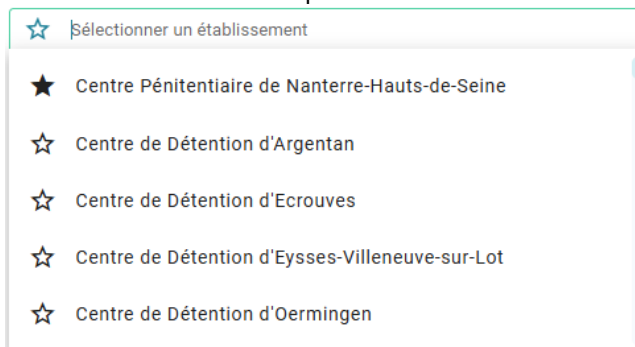 Sélectionner un établissement
Centre Pénitentiaire de Nanterre-Hauts-de-Seine
Centre de Détention d'Argentan
Centre de Détention d'Ecrouves
Centre de Détention d'Eysses-Villeneuve-sur-Lot
Centre de Détention d'Oermingen